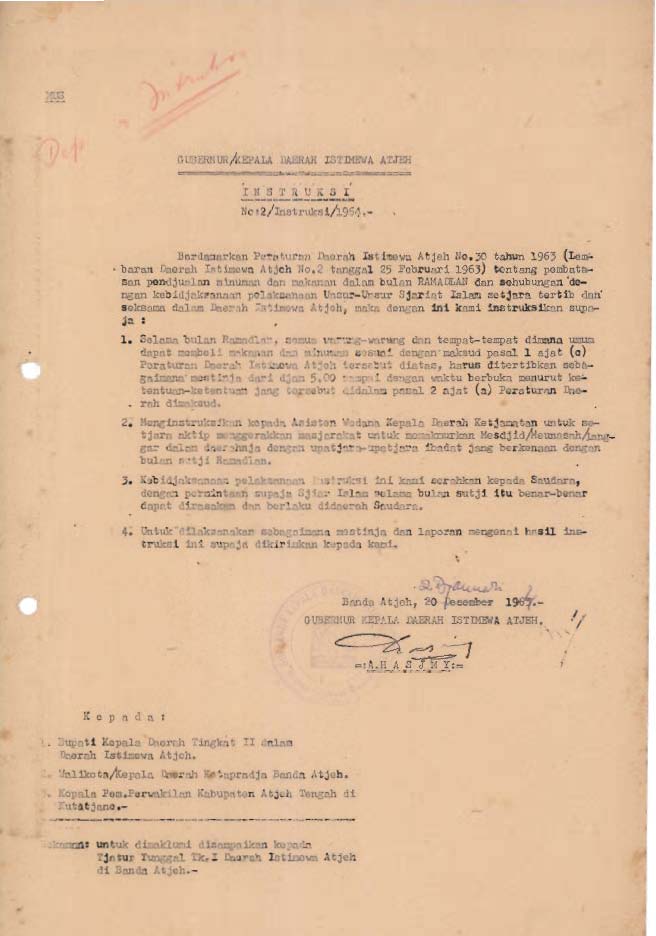 MUS
Dep
GUBERNUR/KEPALA DAERAH ISTIMEWA ATJEH
I N S T R U K S I
No:2/Instruksi/1964.-
Berdasarkan Peraturan Daerah Istimewa Atjeh No.30 tahun 1963 (Lem-
baran Daerah Istimewa Atjeh No.2 tanggal 25 Februari 1963) tentang pembata-
san pendjualan minuman dan makanan dalam bulan RAMADLAN dan sehubungan de-
ngan kebidjaksanaan pelaksanaan Unsur-Unsur Sjariat Islam setjara tertib dan
seksama dalam Daerah Istimewa Atjeh, maka dengan ini kami instruksikan supa-
ja :
1. Selama bulan Ramadlan, semua warung-warung dan tempat-tempat dimana umum
dapat membeli makanan dan minuman sesuai dengan maksud pasal 1 ajat (c)
Peraturan Daerah Istimewa Atjeh tersebut diatas, harus ditertibkan seba-
gaimana mestinja dari djam 5.00 sampai dengan waktu berbuka menurut ke-
tentuan-ketentuan jang tersebut didalam pasal 2 ajat (a) Peraturan Dae-
rah dimaksud.
2. Menginstruksikan kepada Asisten Wedana Kepala Daerah Ketjamatan untuk se-
tjara aktip menggerakkan masjarakat untuk memakmurkan Mesdjid/Meunasah/Lang-
gar dalam daerahnja dengan upatjara-upatjara ibadat jang berkenaan dengan
bulan sutji Ramadlan.
3. Kebidjaksanaan pelaksanaan instruksi ini kami serahkan kepada Saudara,
dengan permintaan supaja Sjiar Islam selama bulan sutji itu benar-benar
dapat dirasakan dan berlaku didaerah Saudara.
4. Untuk dilaksanakan sebagaimana mestinja dan laporan mengenai hasil ins-
truksi ini supaja dikirimkan kepada kami.
2 Djanuari
Banda Atjeh, 20 Desember 1964.-
GUBERNUR KEPALA DAERAH ISTIMEWA ATJEH.
=:A.H A S J M Y:=
K e p a d a :
1. Bupati Kepala Daerah Tingkat II dalam
Daerah Istimewa Atjeh.
2. Walikota/Kepala Daerah Kotapradja Banda Atjeh.
3. Kepala Pem.Perwakilan Kabupaten Atjeh Tengah di
Kutatjane.-
untuk dimaklumi disampaikan kepada
Tjatur Tunggal Tk.I Daerah Istimewa Atjeh
di Banda Atjeh.-